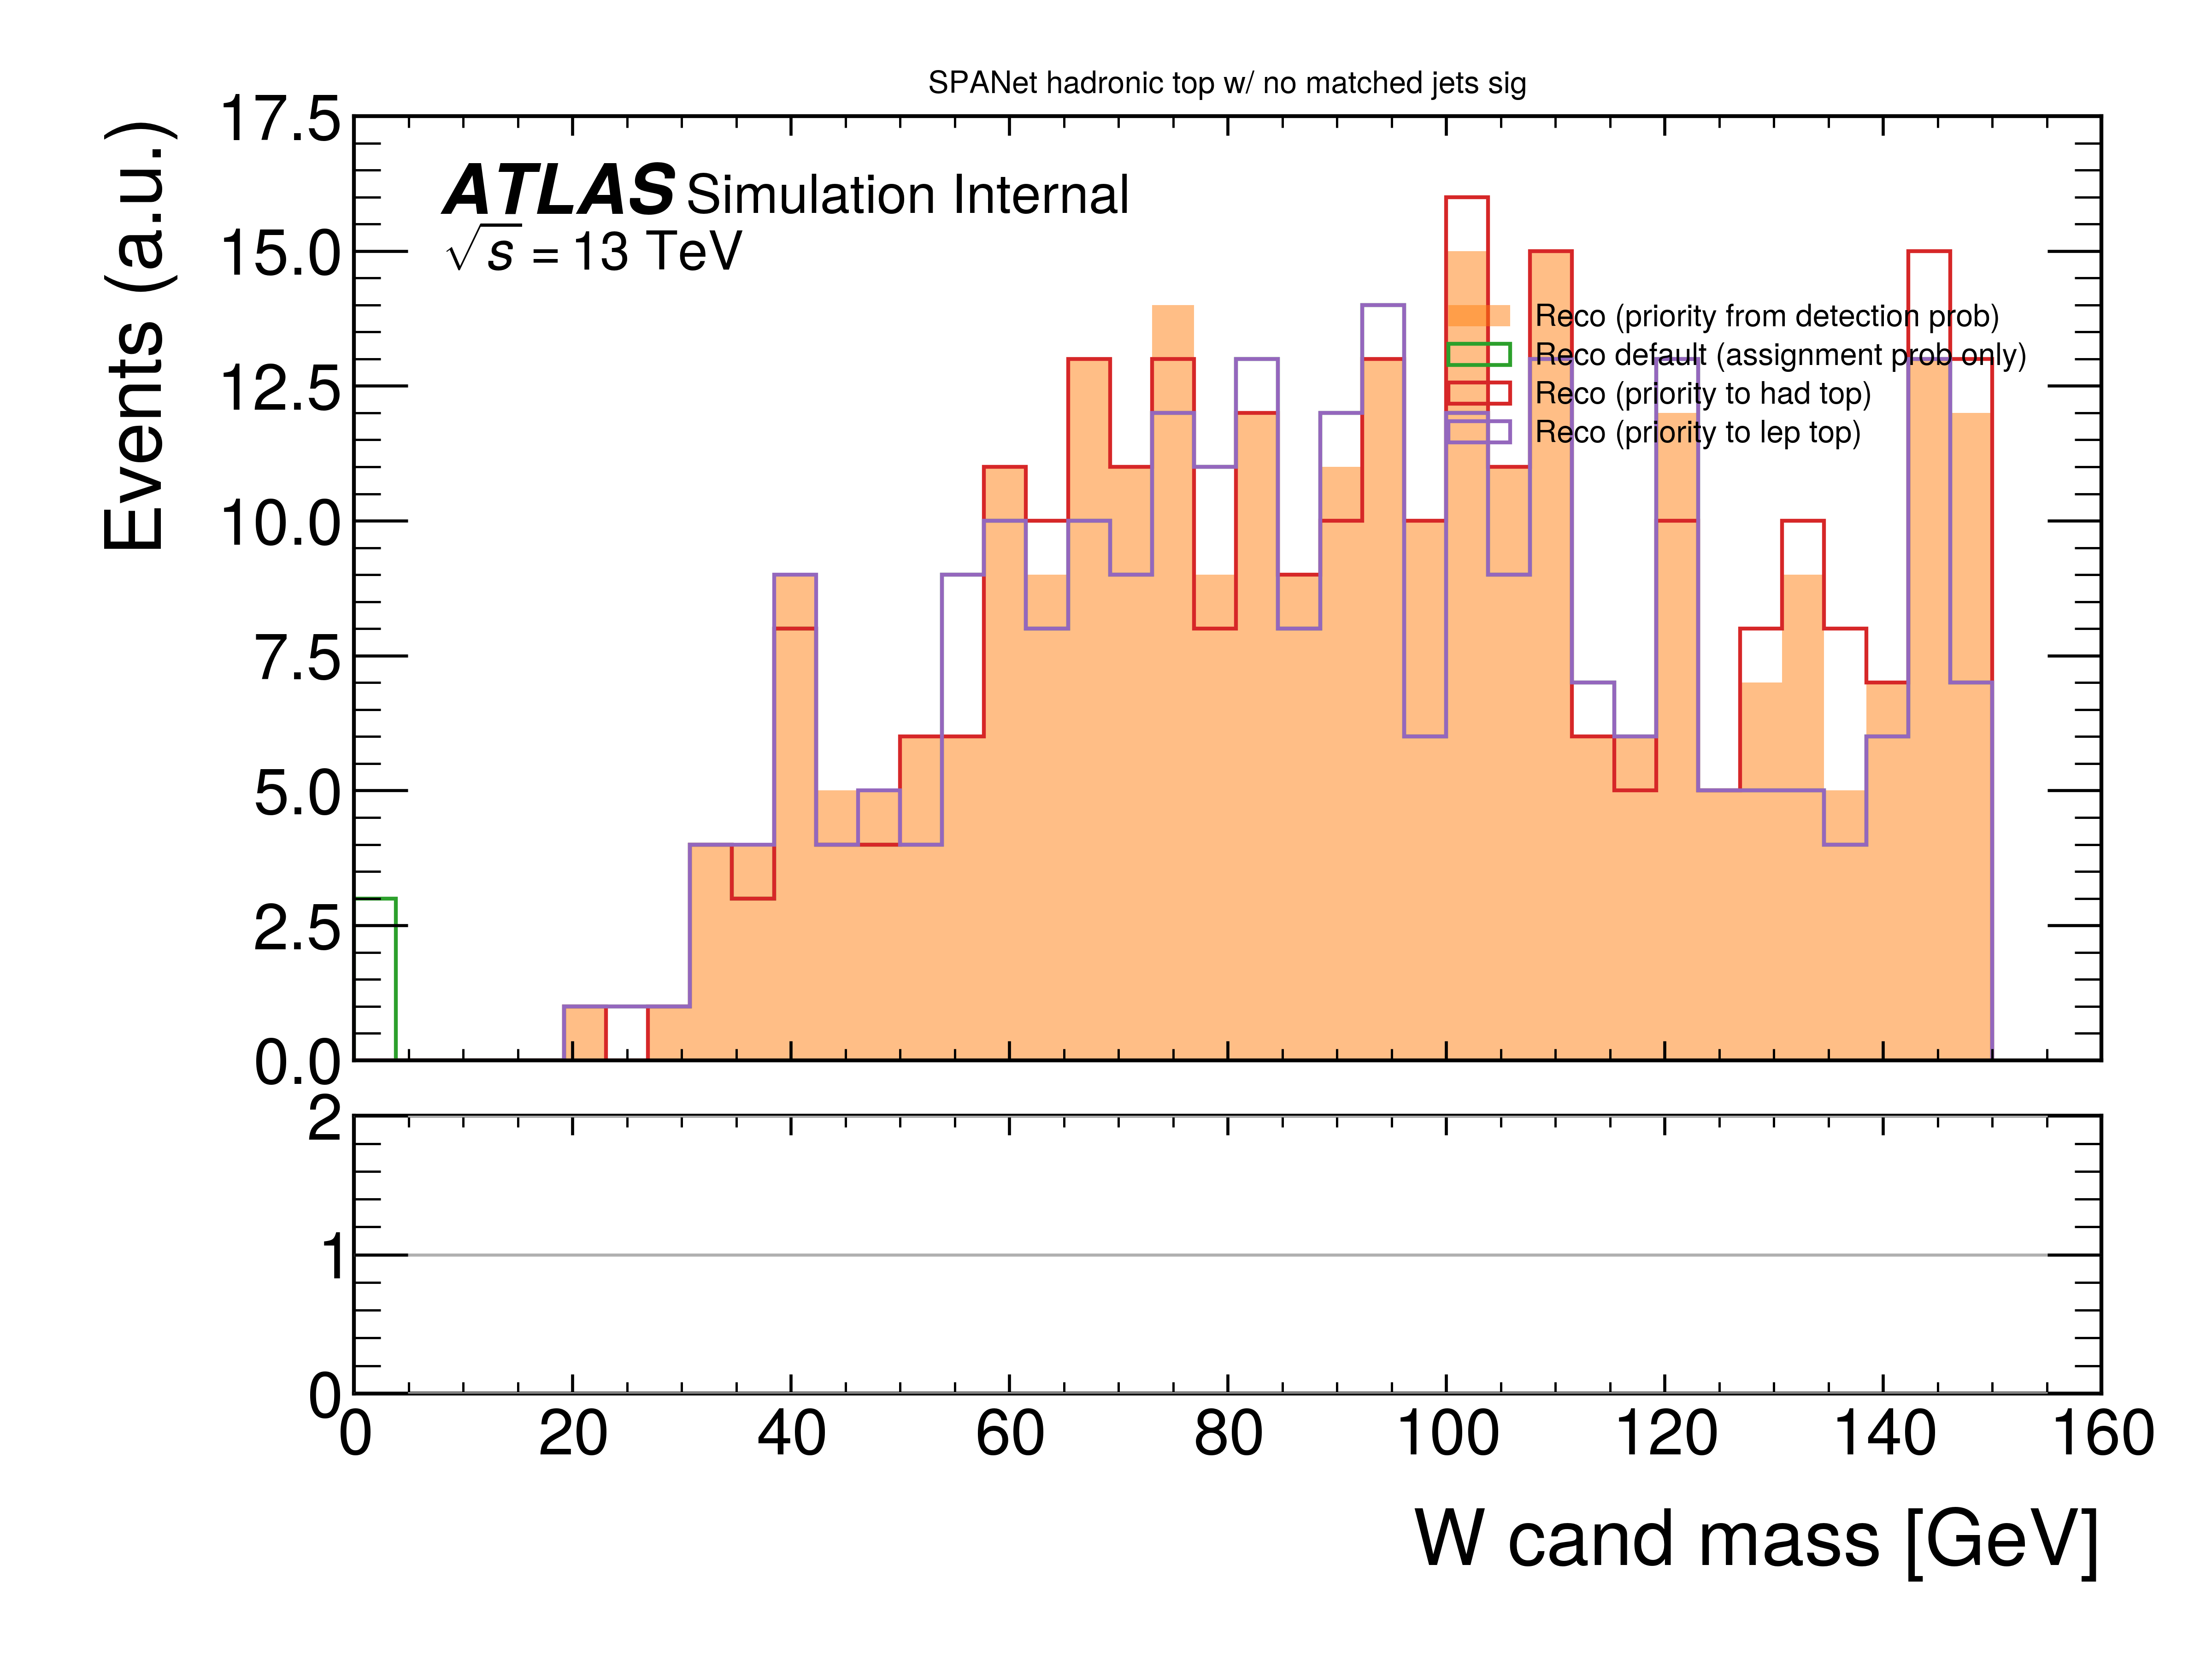 SPANet hadronic top w/ no matched jets sig
Events (a.u.)
17.5
15.0
12.5
10.0
7.5
5.0
2.5
0.0
ATLAS Simulation Internal
√s = 13 TeV
Reco (priority from detection prob)
Reco default (assignment prob only)
Reco (priority to had top)
Reco (priority to lep top)
2
1
0
0 20 40 60 80 100 120 140 160
W cand mass [GeV]